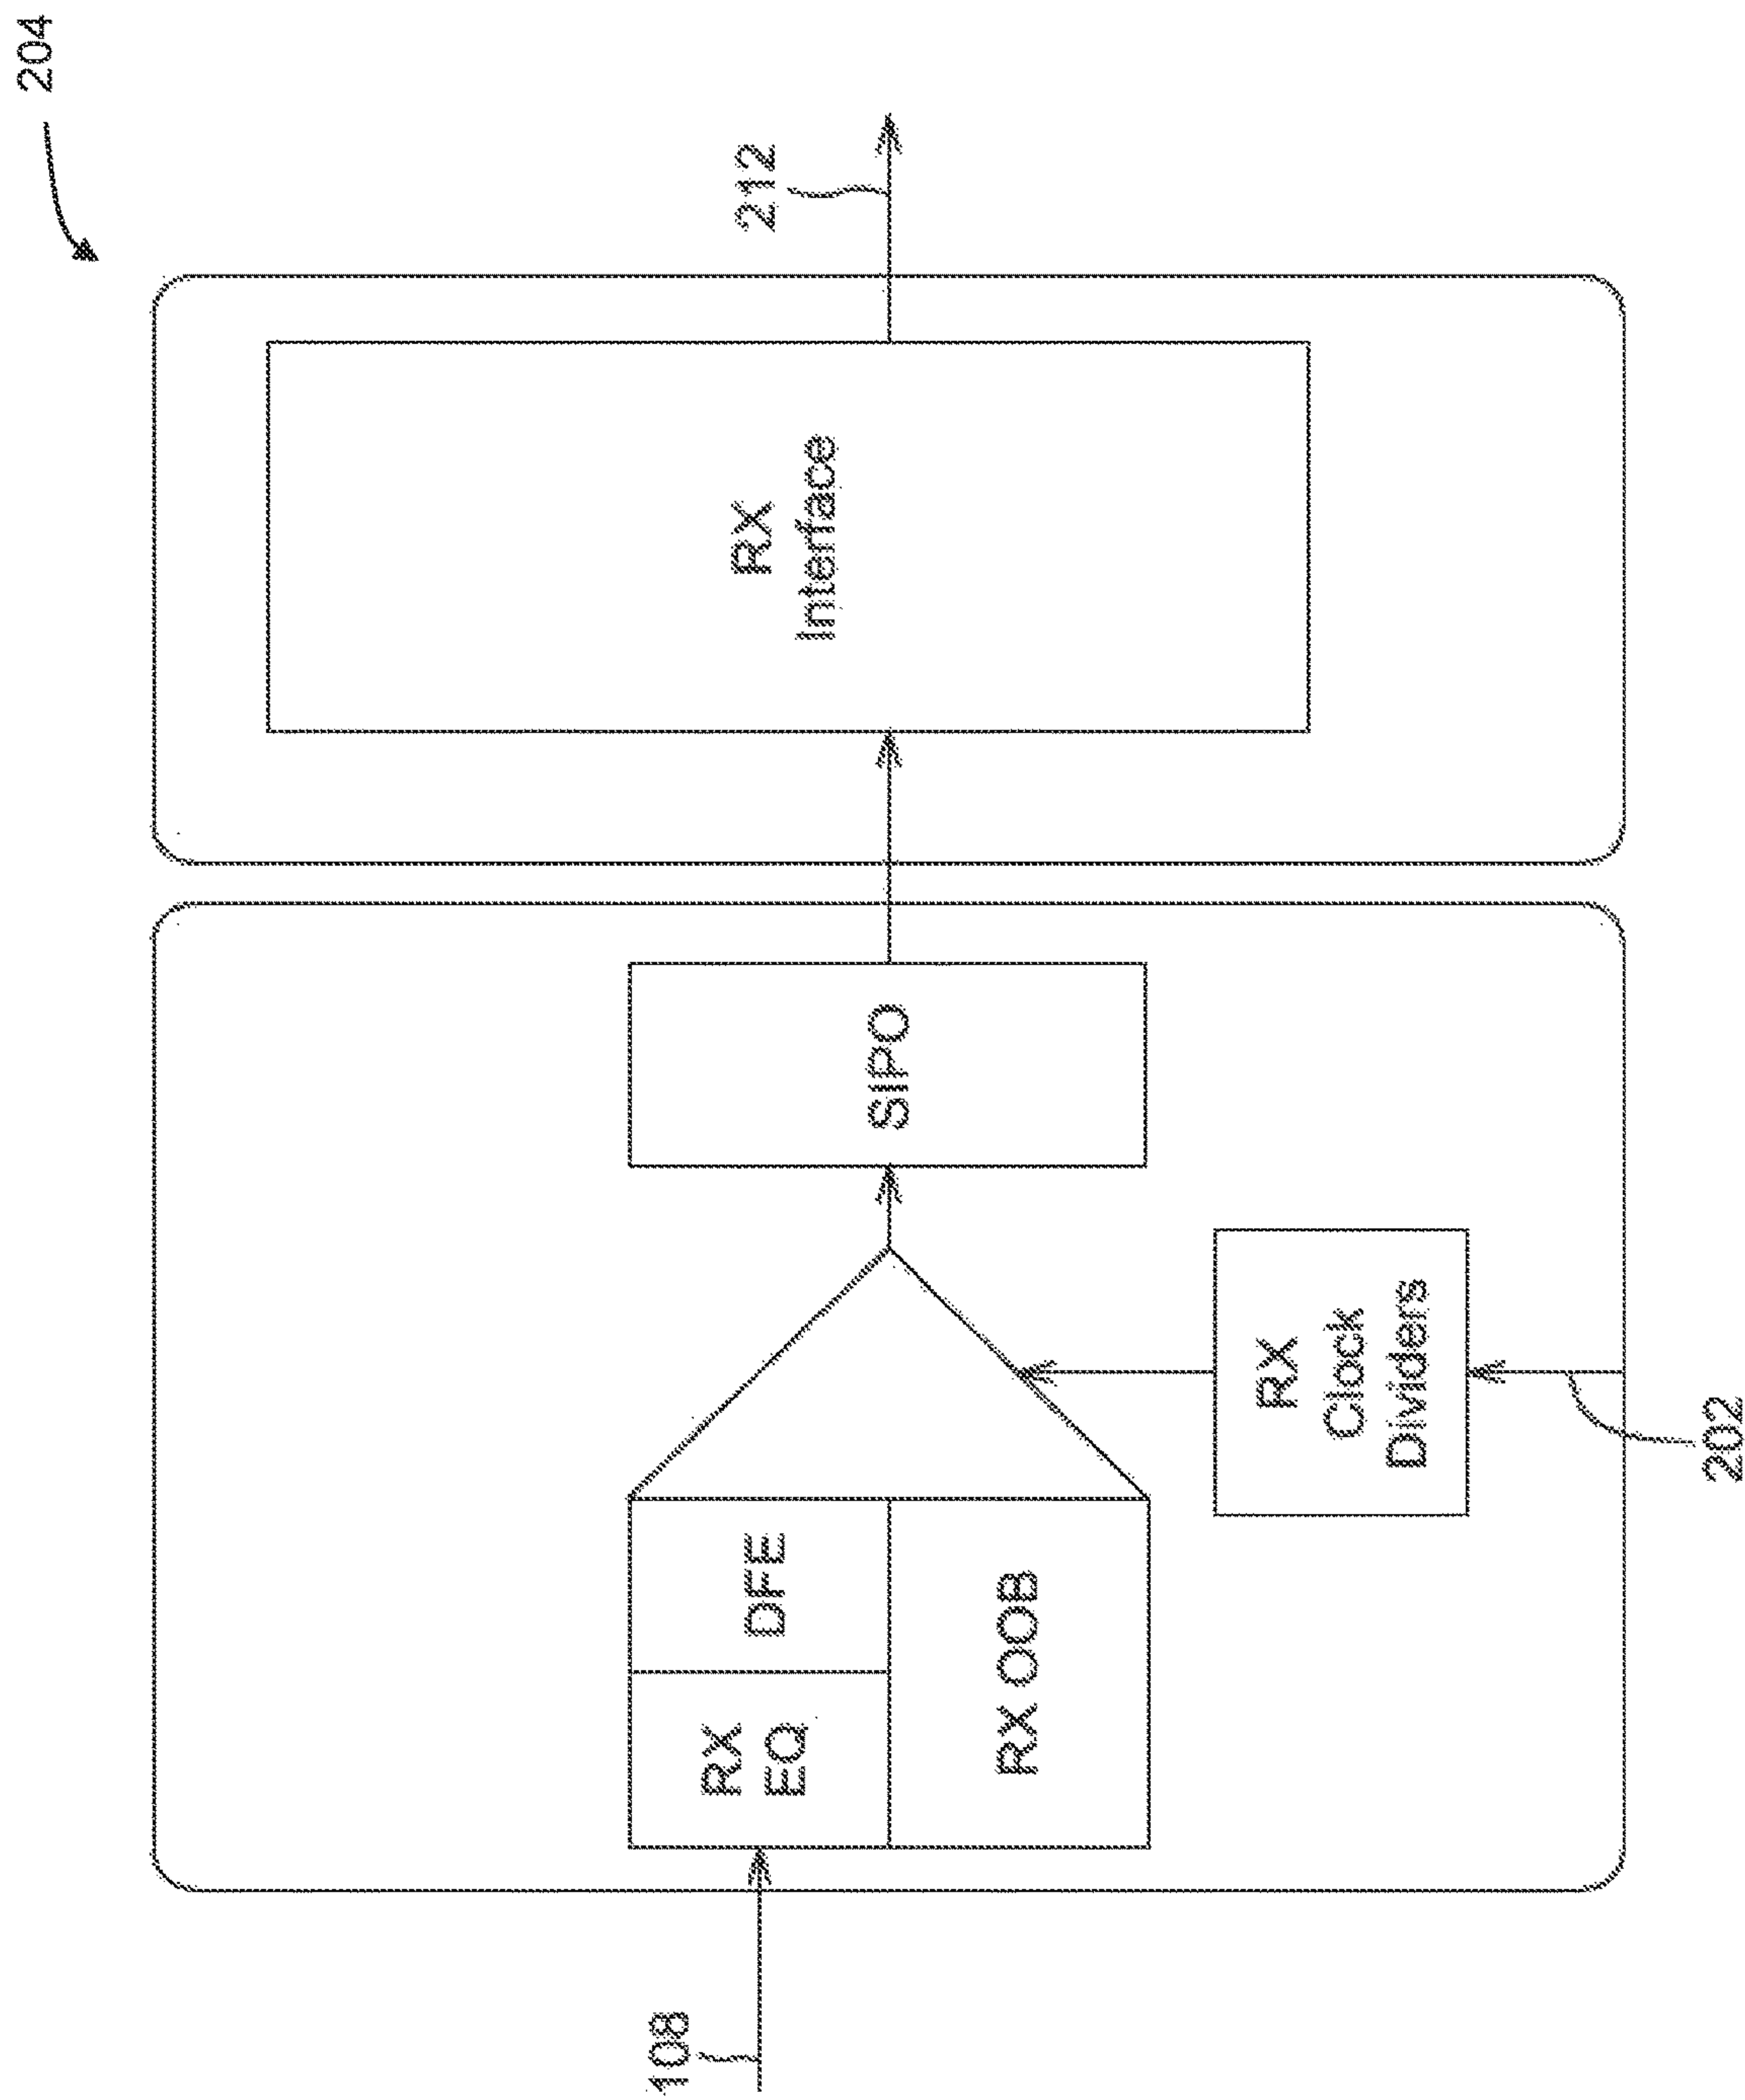 204
108
RX
EQ
DFE
RX OOB
RX
Clock
Dividers
202
SIPO
RX
Interface
212